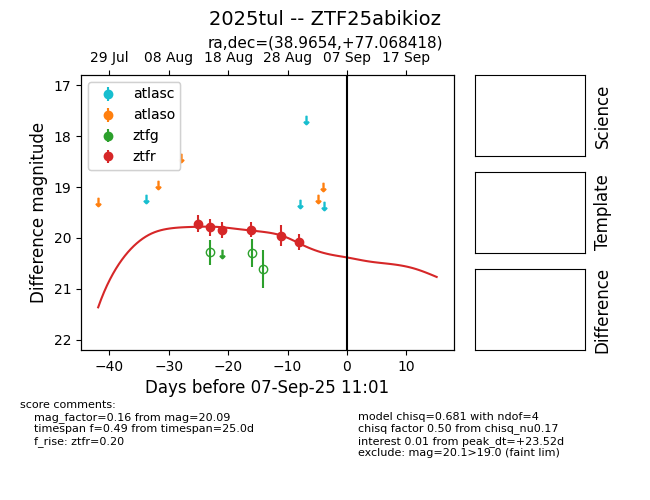 2025tul -- ZTF25abikioz
ra,dec=(38.9654,+77.068418)
29 Jul 08 Aug 18 Aug 28 Aug 07 Sep 17 Sep
17
18
19
20
21
22
Difference magnitude
atlasc
atlaso
ztfg
ztfr
−40 −30 −20 −10 0 10
Days before 07-Sep-25 11:01
Science
Template
Difference
score comments:
mag_factor=0.16 from mag=20.09
timespan f=0.49 from timespan=25.0d
f_rise: ztfr=0.20
model chisq=0.681 with ndof=4
chisq factor 0.50 from chisq_nu0.17
interest 0.01 from peak_dt=+23.52d
exclude: mag=20.1>19.0 (faint lim)